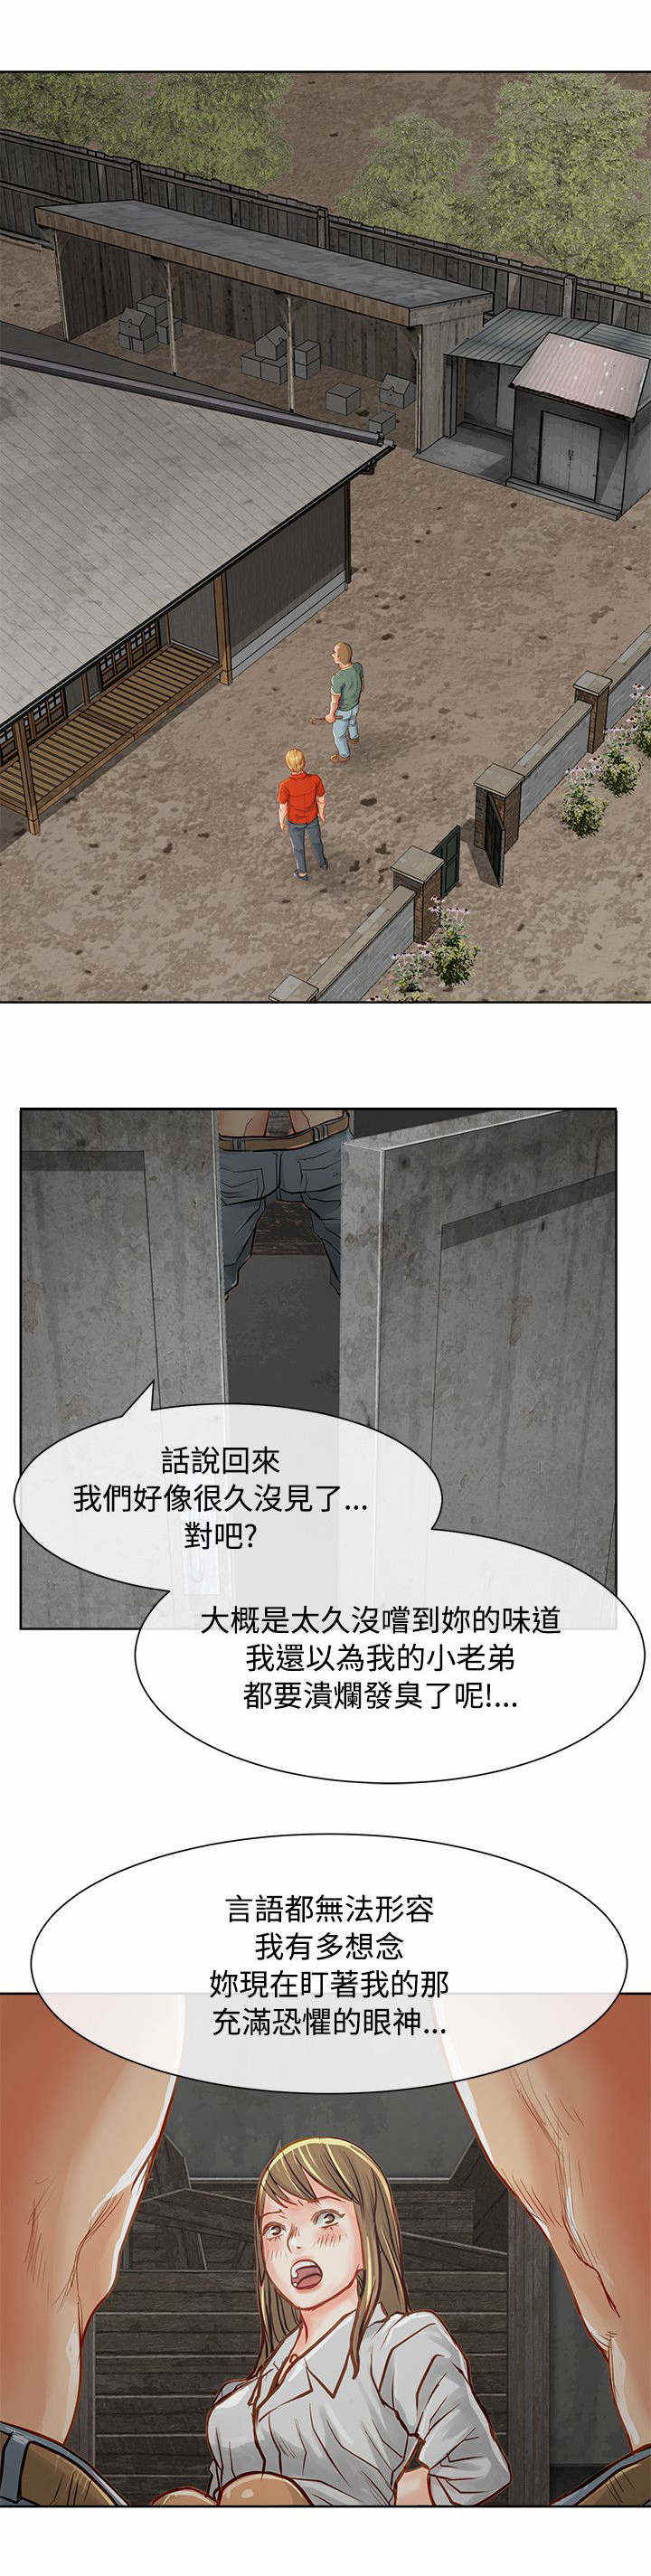 話說回來
我們好像很久沒見了...
對吧?
大概是太久沒嚐到妳的味道
我還以為我的小老弟
都要潰爛發臭了呢!...
言語都無法形容
我有多想念
妳現在盯著我的那
充滿恐懼的眼神...